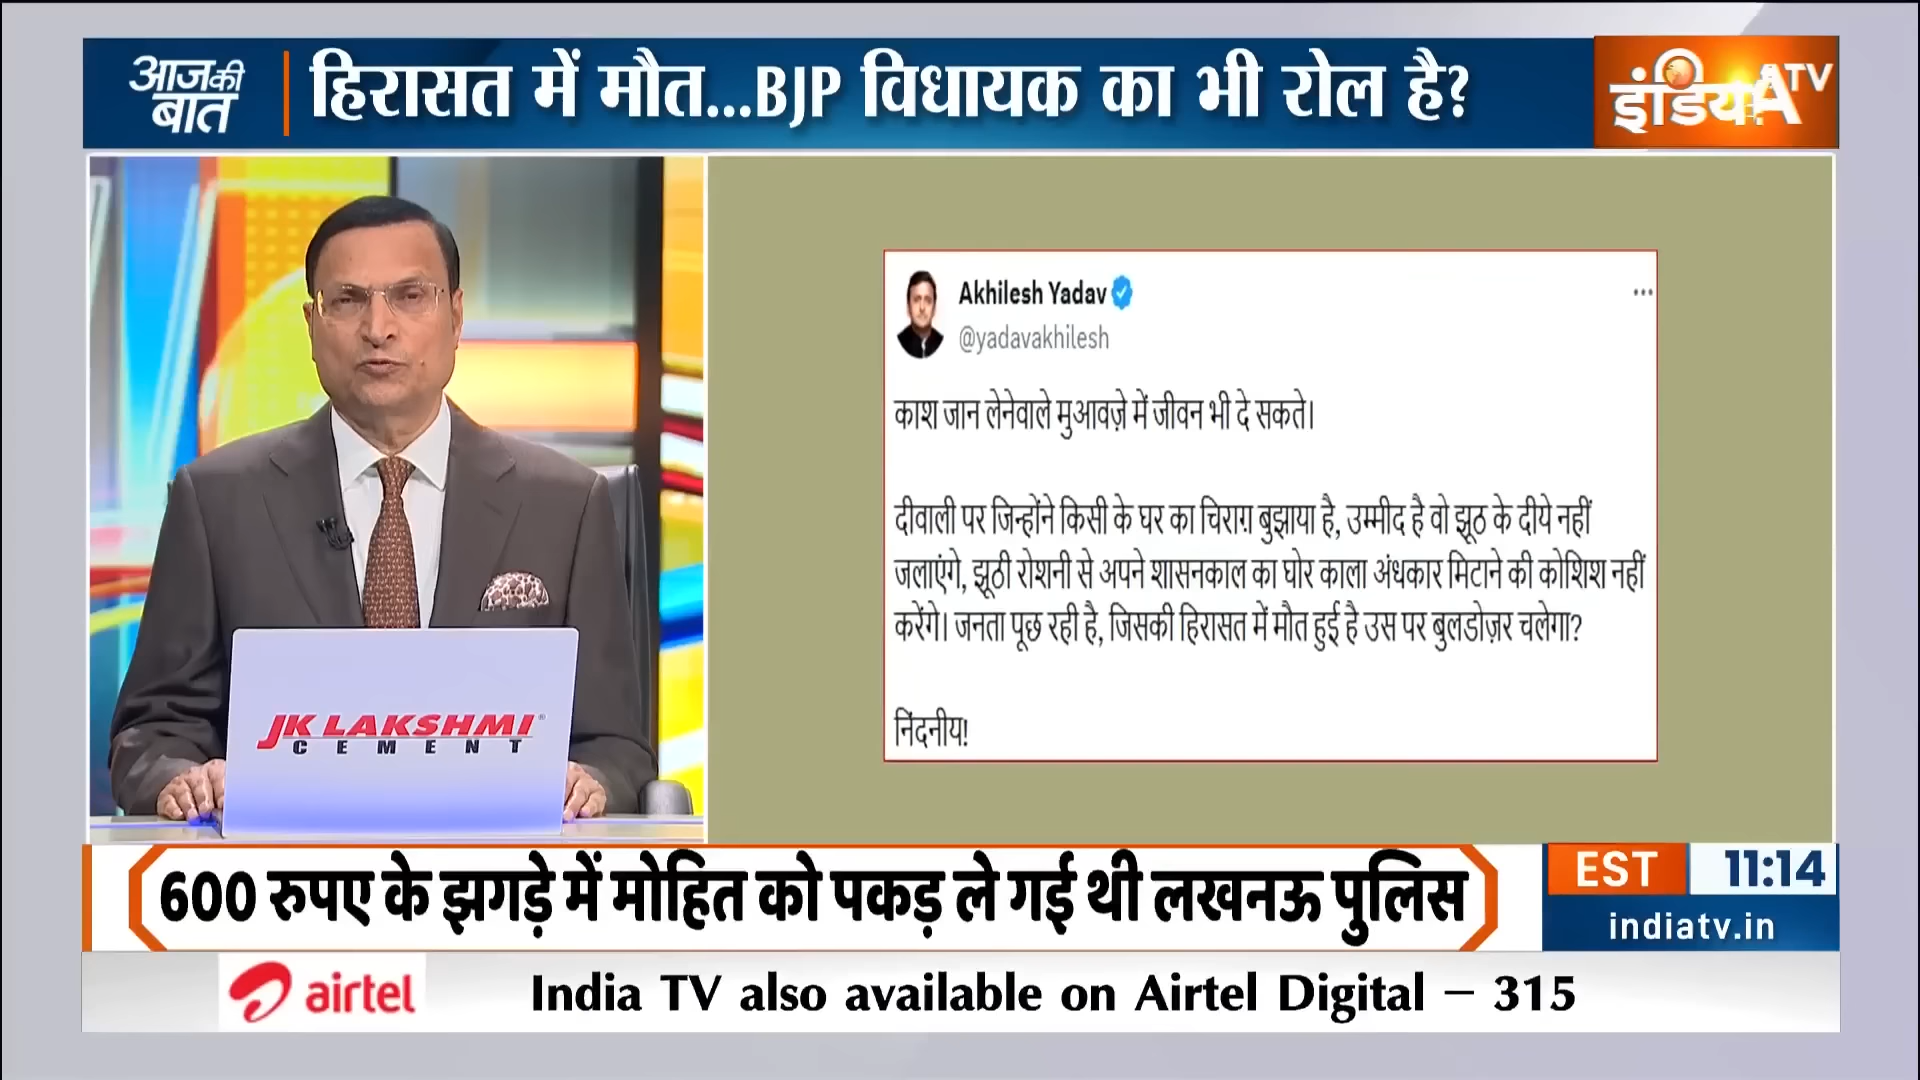 आज की
बात
हिरासत में मौत...BJP विधायक का भी रोल है?
इंडिया TV
Akhilesh Yadav
@yadavakhilesh
काश जान लेनेवाले मुआवज़े में जीवन भी दे सकते।
दीवाली पर जिन्होंने किसी के घर का चिराग़ बुझाया है, उम्मीद है वो झूठ के दीये नहीं
जलाएंगे, झूठी रोशनी से अपने शासनकाल का घोर काला अंधकार मिटाने की कोशिश नहीं
करेंगे। जनता पूछ रही है, जिसकी हिरासत में मौत हुई है उस पर बुलडोज़र चलेगा?
निंदनीय!
JK LAKSHMI
CEMENT
600 रुपए के झगड़े में मोहित को पकड़ ले गई थी लखनऊ पुलिस
EST 11:14
indiatv.in
airtel India TV also available on Airtel Digital – 315